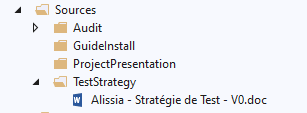 Sources
Audit
GuideInstall
ProjectPresentation
TestStrategy
Alissia - Stratégie de Test - V0.doc